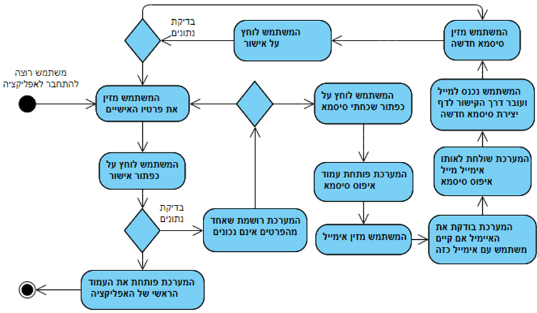 בדיקת
נתונים
המשתמש לוחץ
על אישור
המשתמש מזין
סיסמא חדשה
משתמש רוצה
להתחבר לאפליקציה
המשתמש מזין
את פרטיו האישיים
המשתמש לוחץ על
כפתור שכחתי סיסמא
המשתמש נכנס למייל
ועובר דרך הקישור לדף
יצירת סיסמא חדשה
המשתמש לוחץ על
כפתור אישור
המערכת פותחת עמוד
איפוס סיסמא
המערכת שולחת לאותו
אימייל מייל
איפוס סיסמא
בדיקת
נתונים
המערכת רושמת שאחד
מהפרטים אינם נכונים
המשתמש מזין אימייל
המערכת בודקת את
האימייל אם קיים
משתמש עם אימייל כזה
המערכת פותחת את העמוד
הראשי של האפליקציה